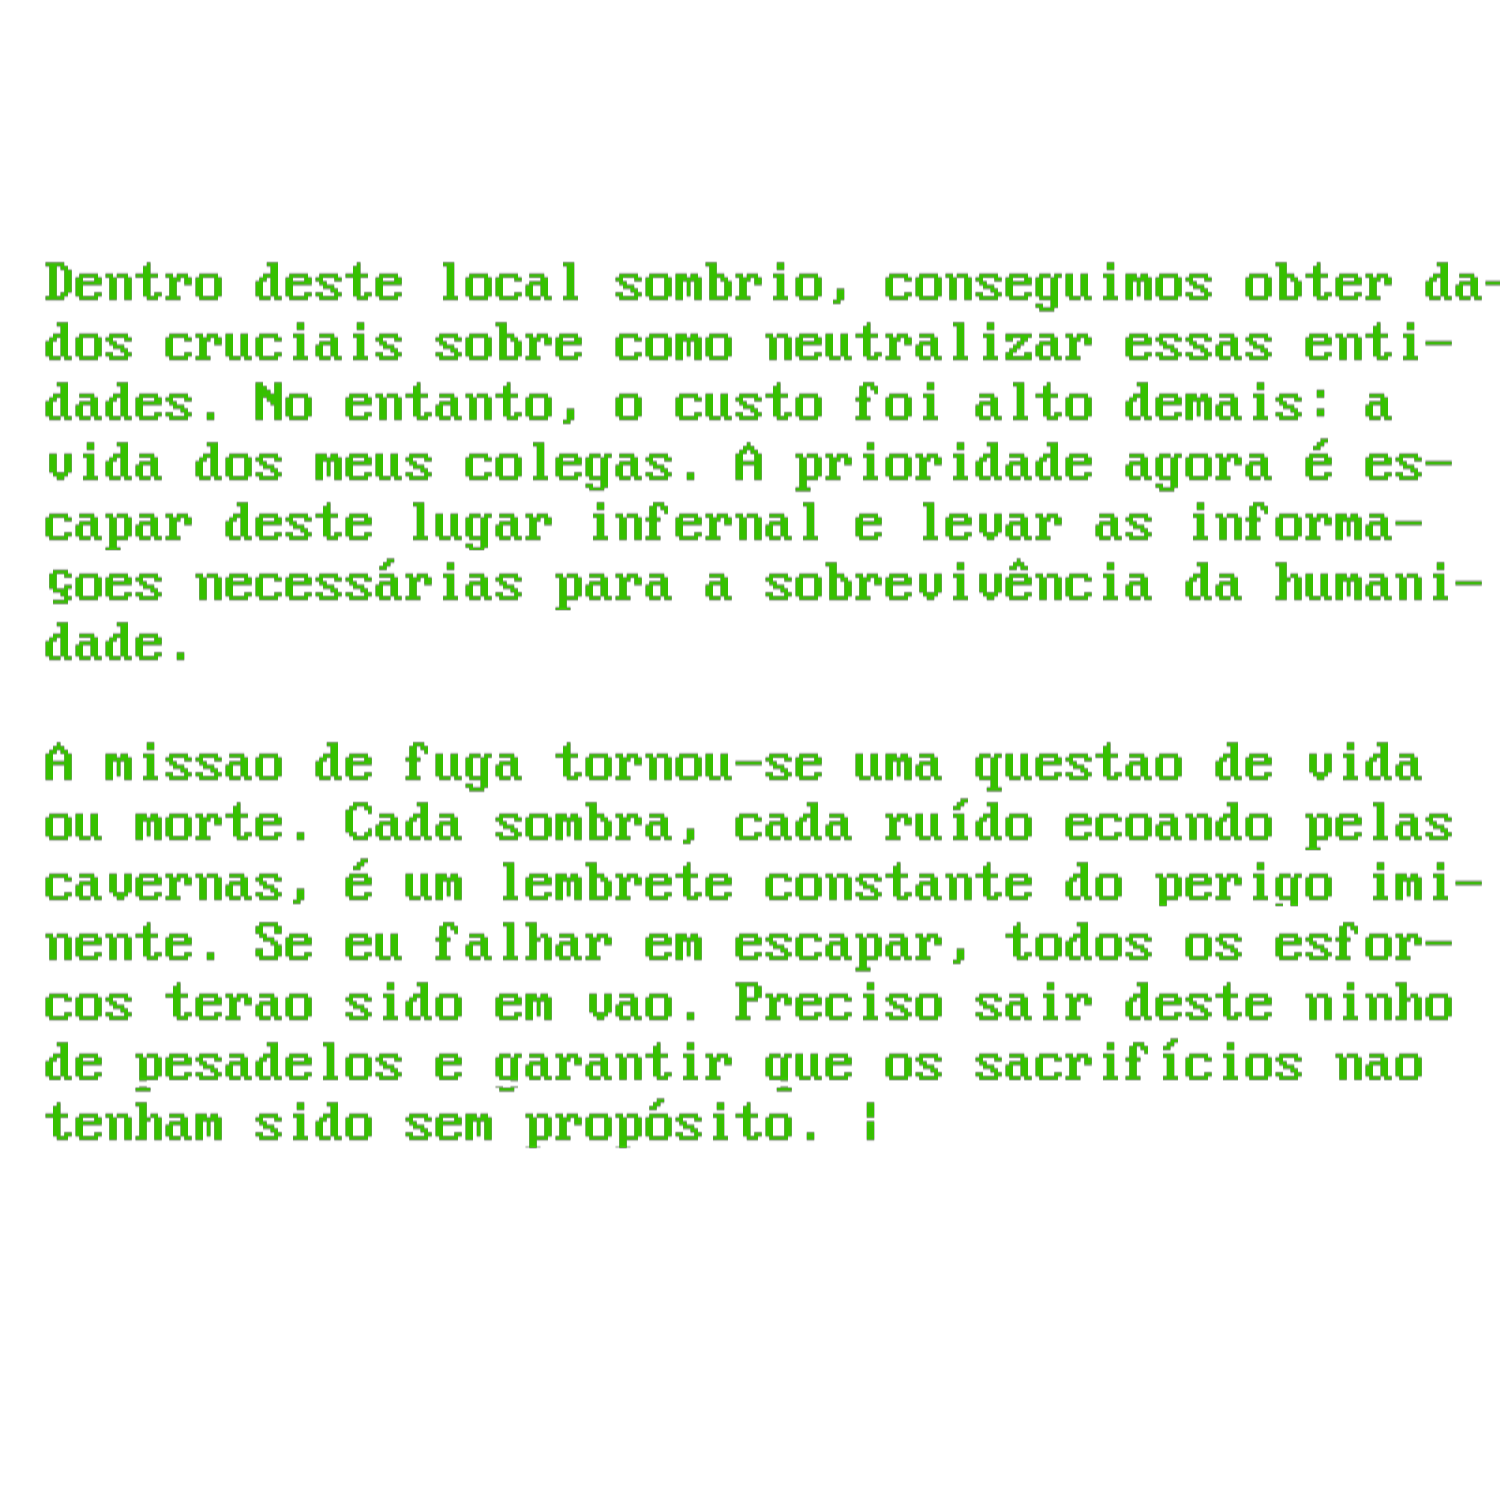 Dentro deste local sombrio, conseguimos obter da-
dos cruciais sobre como neutralizar essas enti-
dades. No entanto, o custo foi alto demais: a
vida dos meus colegas. A prioridade agora é es-
capar deste lugar infernal e levar as informa-
çoes necessárias para a sobrevivência da humani-
dade.

A missao de fuga tornou-se uma questao de vida
ou morte. Cada sombra, cada ruído ecoando pelas
cavernas, é um lembrete constante do perigo imi-
nente. Se eu falhar em escapar, todos os esfor-
cos terao sido em vao. Preciso sair deste ninho
de pesadelos e garantir que os sacrifícios nao
tenham sido sem propósito. ¦